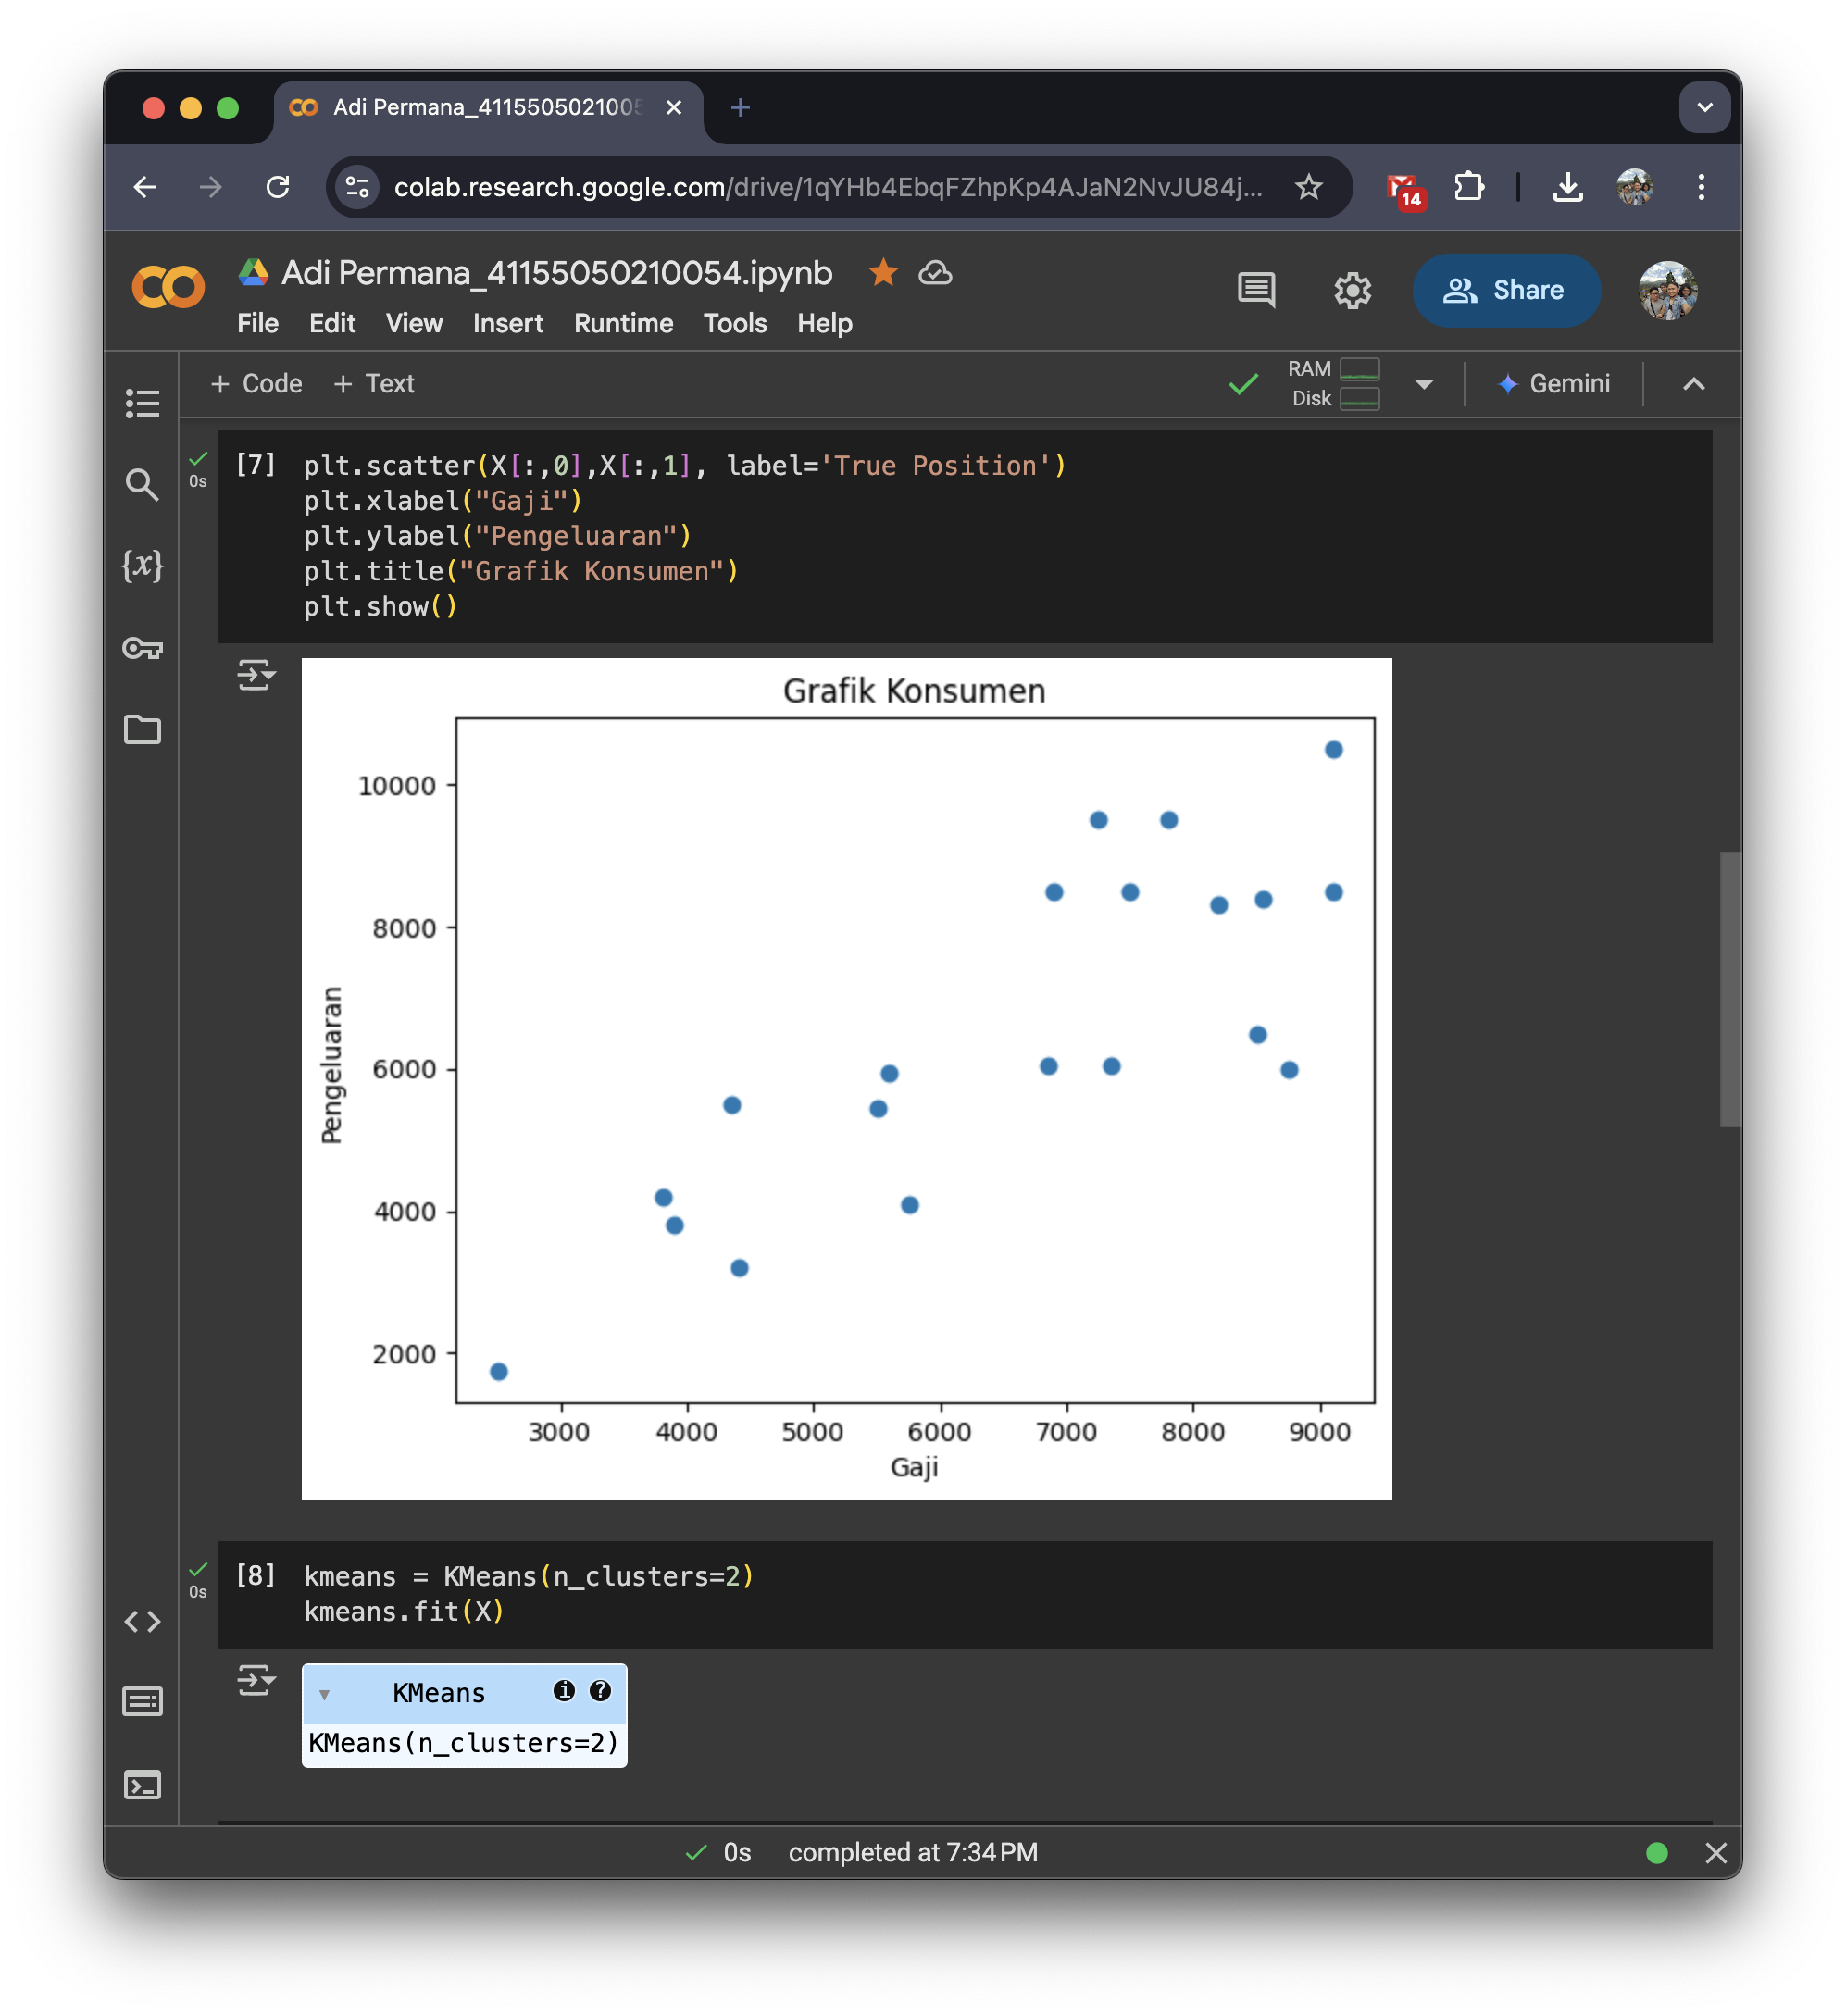 Adi Permana_4115505021005
colab.research.google.com/drive/1qYHb4EbqFZhpKp4AJaN2NvJU84j...
14
Adi Permana_41155050210054.ipynb
File Edit View Insert Runtime Tools Help
Share
+ Code + Text
RAM
Disk
Gemini
{x}
[7] plt.scatter(X[:,0],X[:,1], label='True Position')
0s
plt.xlabel("Gaji")
plt.ylabel("Pengeluaran")
plt.title("Grafik Konsumen")
plt.show()
Grafik Konsumen
10000
8000
6000
4000
2000
Pengeluaran
3000 4000 5000 6000 7000 8000 9000
Gaji
[8] kmeans = KMeans(n_clusters=2)
0s
kmeans.fit(X)
KMeans
KMeans(n_clusters=2)
0s completed at 7:34 PM